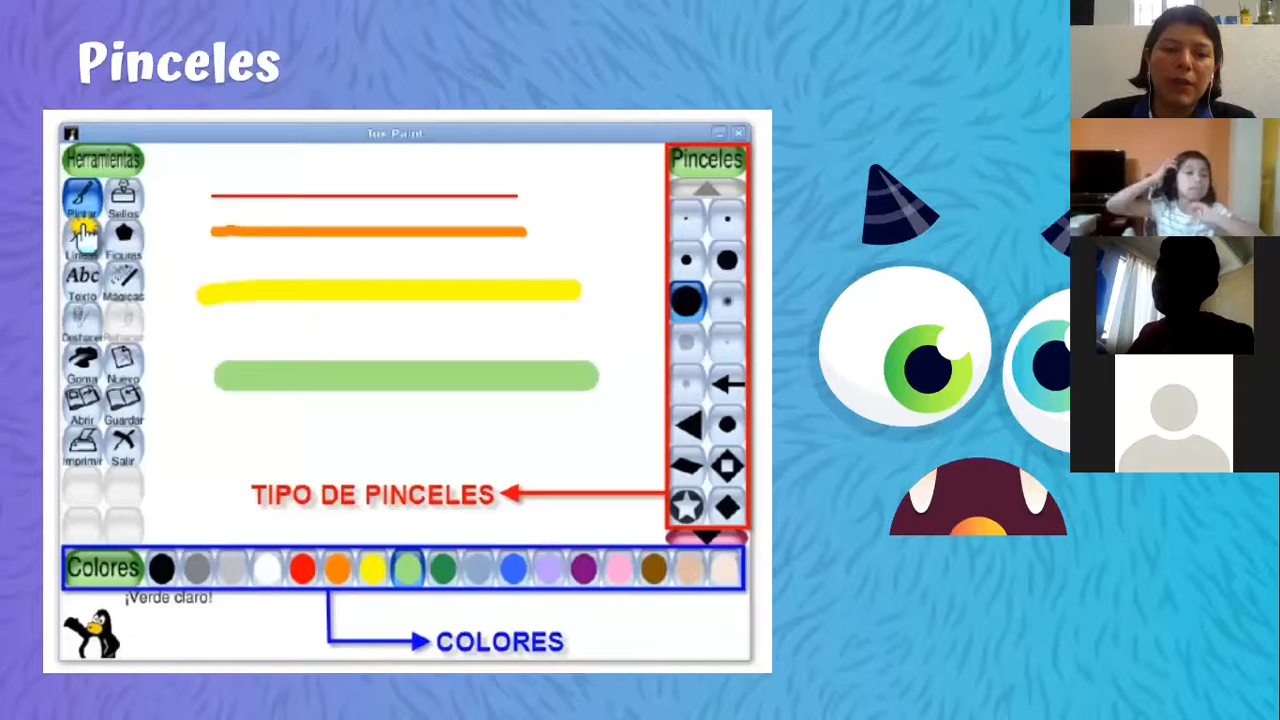 Pinceles
Tux Paint
Herramientas
Pinceles
Pintar Sellos
Líneas Figuras
Abc
Texto Mágicas
Deshacer Rehacer
Goma Nuevo
Abrir Guardar
Imprimir Salir
TIPO DE PINCELES
Colores
¡Verde claro!
COLORES